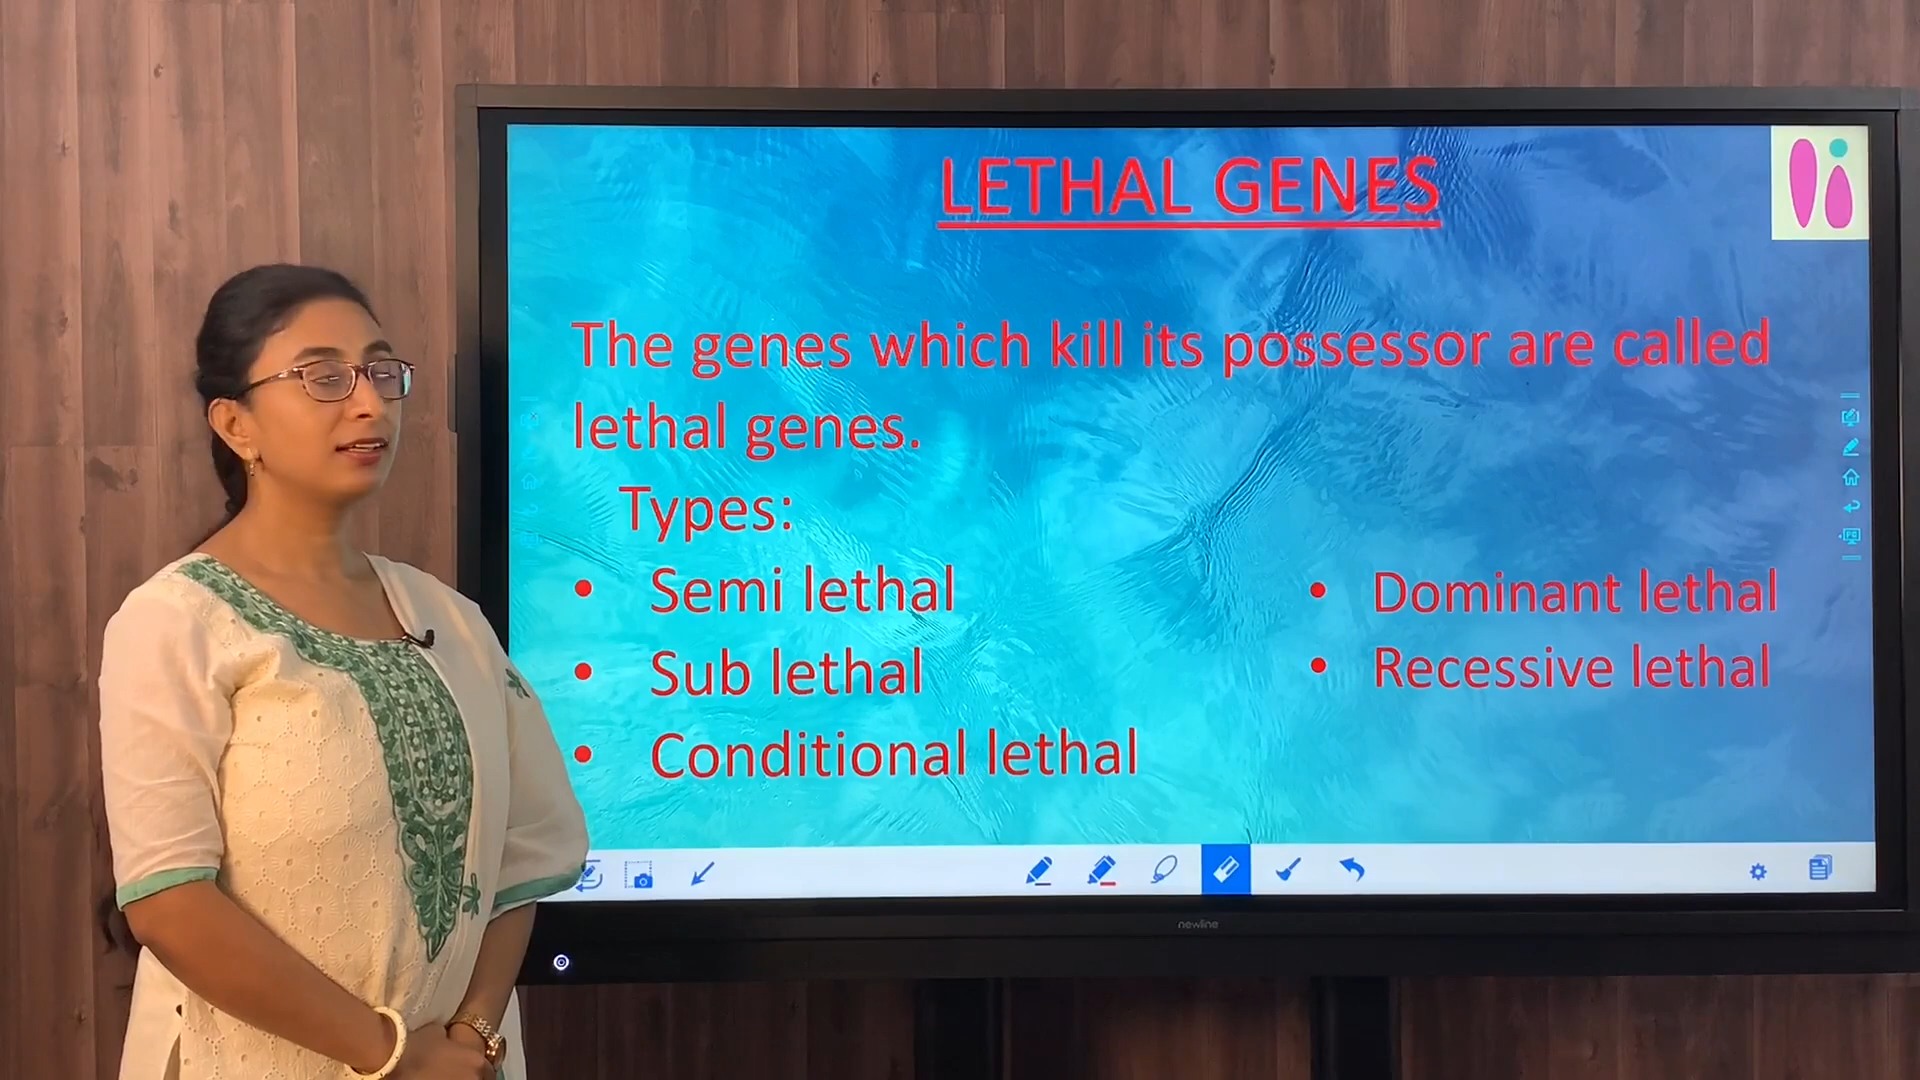 LETHAL GENES
The genes which kill its possessor are called
lethal genes.
Types:
• Semi lethal
• Sub lethal
• Conditional lethal
• Dominant lethal
• Recessive lethal
newline